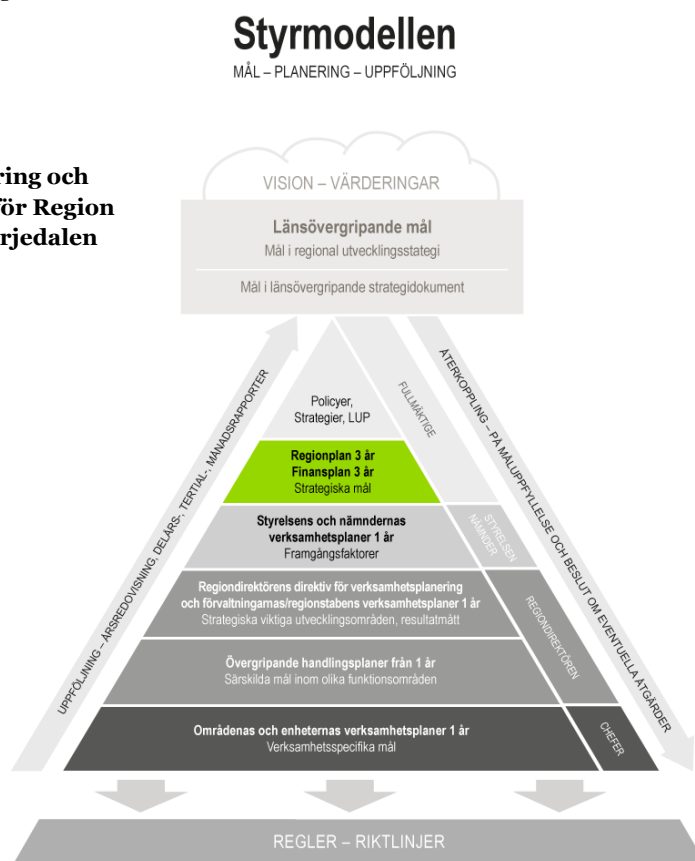 Styrmodellen
MÅL – PLANERING – UPPFÖLJNING
ring och
för Region
rjedalen
VISION – VÄRDERINGAR
Länsövergripande mål
Mål i regional utvecklingsstategi
Mål i länsövergripande strategidokument
UPPFÖLJNING – ÅRSREDOVISNING, DELÅRS-, TERTIAL-, MÅNADSRAPPORTER
ÅTERKOPPLING – PÅ MÅLUPPFYLLELSE OCH BESLUT OM EVENTUELLA ÅTGÄRDER
Policyer,
Strategier, LUP
FULLMÄKTIGE
Regionplan 3 år
Finansplan 3 år
Strategiska mål
Styrelsens och nämndernas
verksamhetsplaner 1 år
Framgångsfaktorer
STYRELSEN
NÄMNDER
Regiondirektörens direktiv för verksamhetsplanering
och förvaltningarnas/regionstabens verksamhetsplaner 1 år
Strategiska viktiga utvecklingsområden, resultatmått
REGIONDIREKTÖREN
Övergripande handlingsplaner från 1 år
Särskilda mål inom olika funktionsområden
Områdenas och enheternas verksamhetsplaner 1 år
Verksamhetsspecifika mål
CHEFER
REGLER – RIKTLINJER